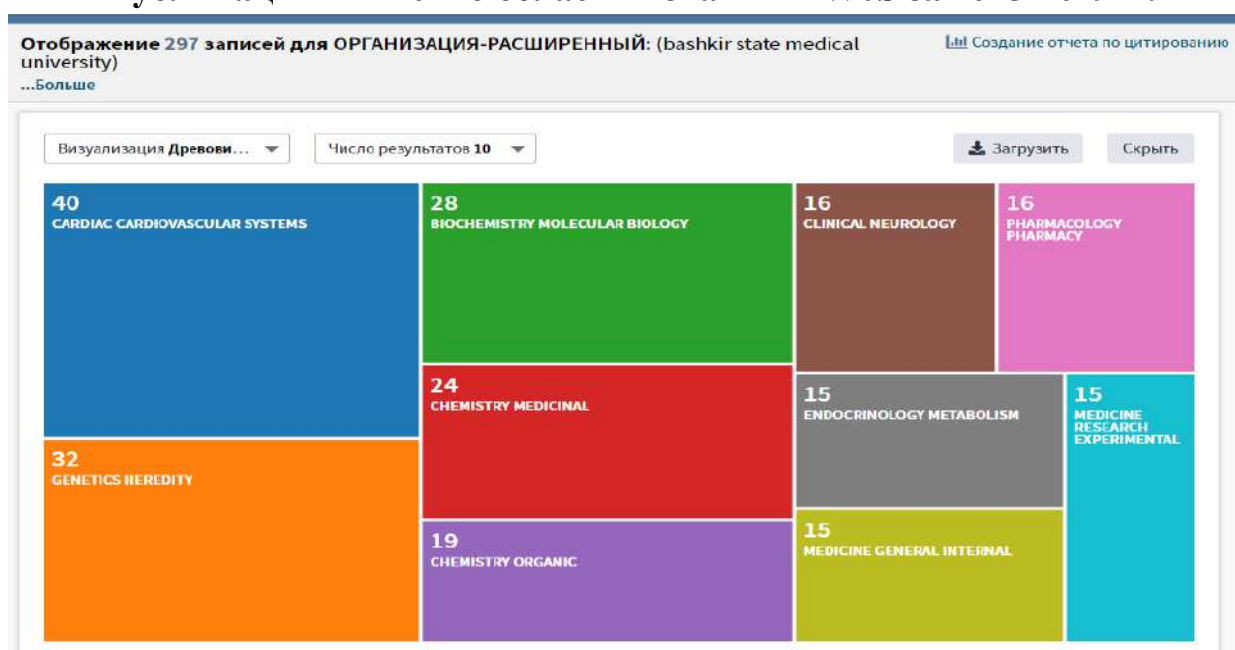 Отображение 297 записей для ОРГАНИЗАЦИЯ-РАСШИРЕННЫЙ: (bashkir state medical
university)
...Больше
Создание отчета по цитированию
Визуализация Древови...
Число результатов 10
Загрузить
Скрыть
40
CARDIAC CARDIOVASCULAR SYSTEMS
28
BIOCHEMISTRY MOLECULAR BIOLOGY
16
CLINICAL NEUROLOGY
16
PHARMACOLOGY
PHARMACY
24
CHEMISTRY MEDICINAL
15
ENDOCRINOLOGY METABOLISM
15
MEDICINE
RESEARCH
EXPERIMENTAL
32
GENETICS HEREDITY
19
CHEMISTRY ORGANIC
15
MEDICINE GENERAL INTERNAL